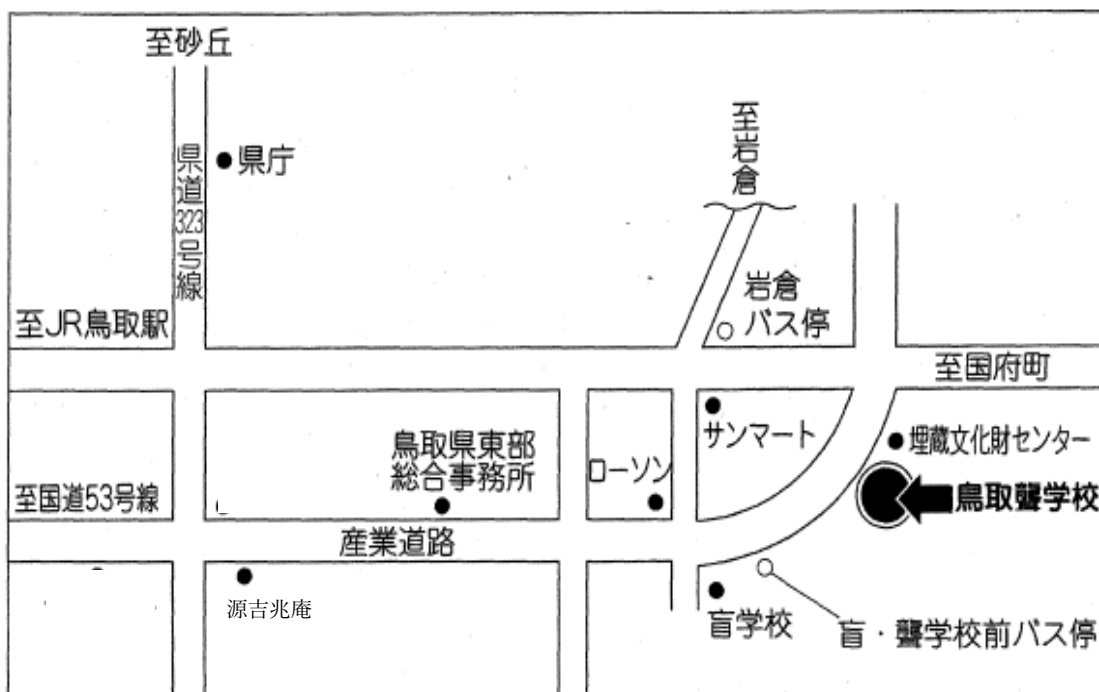 至砂丘
県道323号線
県庁
至岩倉
岩倉
バス停
至JR鳥取駅
至国府町
サンマート
埋蔵文化財センター
鳥取県東部
総合事務所
ローソン
至国道53号線
鳥取聾学校
産業道路
源吉兆庵
盲学校
盲・聾学校前バス停